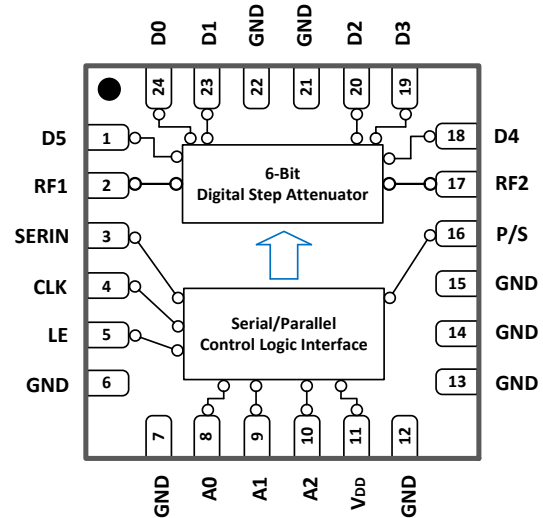 D0 D1 GND GND D2 D3
24 23 22 21 20 19
D5 1 18 D4
6-Bit
Digital Step Attenuator
RF1 2 17 RF2
SERIN 3 16 P/S
CLK 4 15 GND
Serial/Parallel
Control Logic Interface
LE 5 14 GND
GND 6 13 GND
7 8 9 10 11 12
GND A0 A1 A2 VDD GND